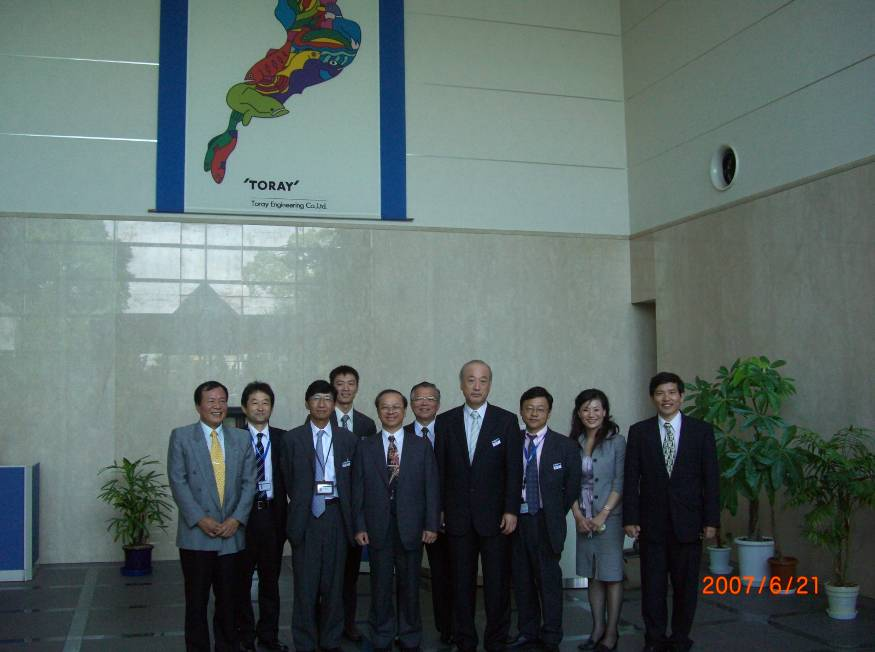 'TORAY'
Toray Engineering Co.,Ltd.
2007/6/21